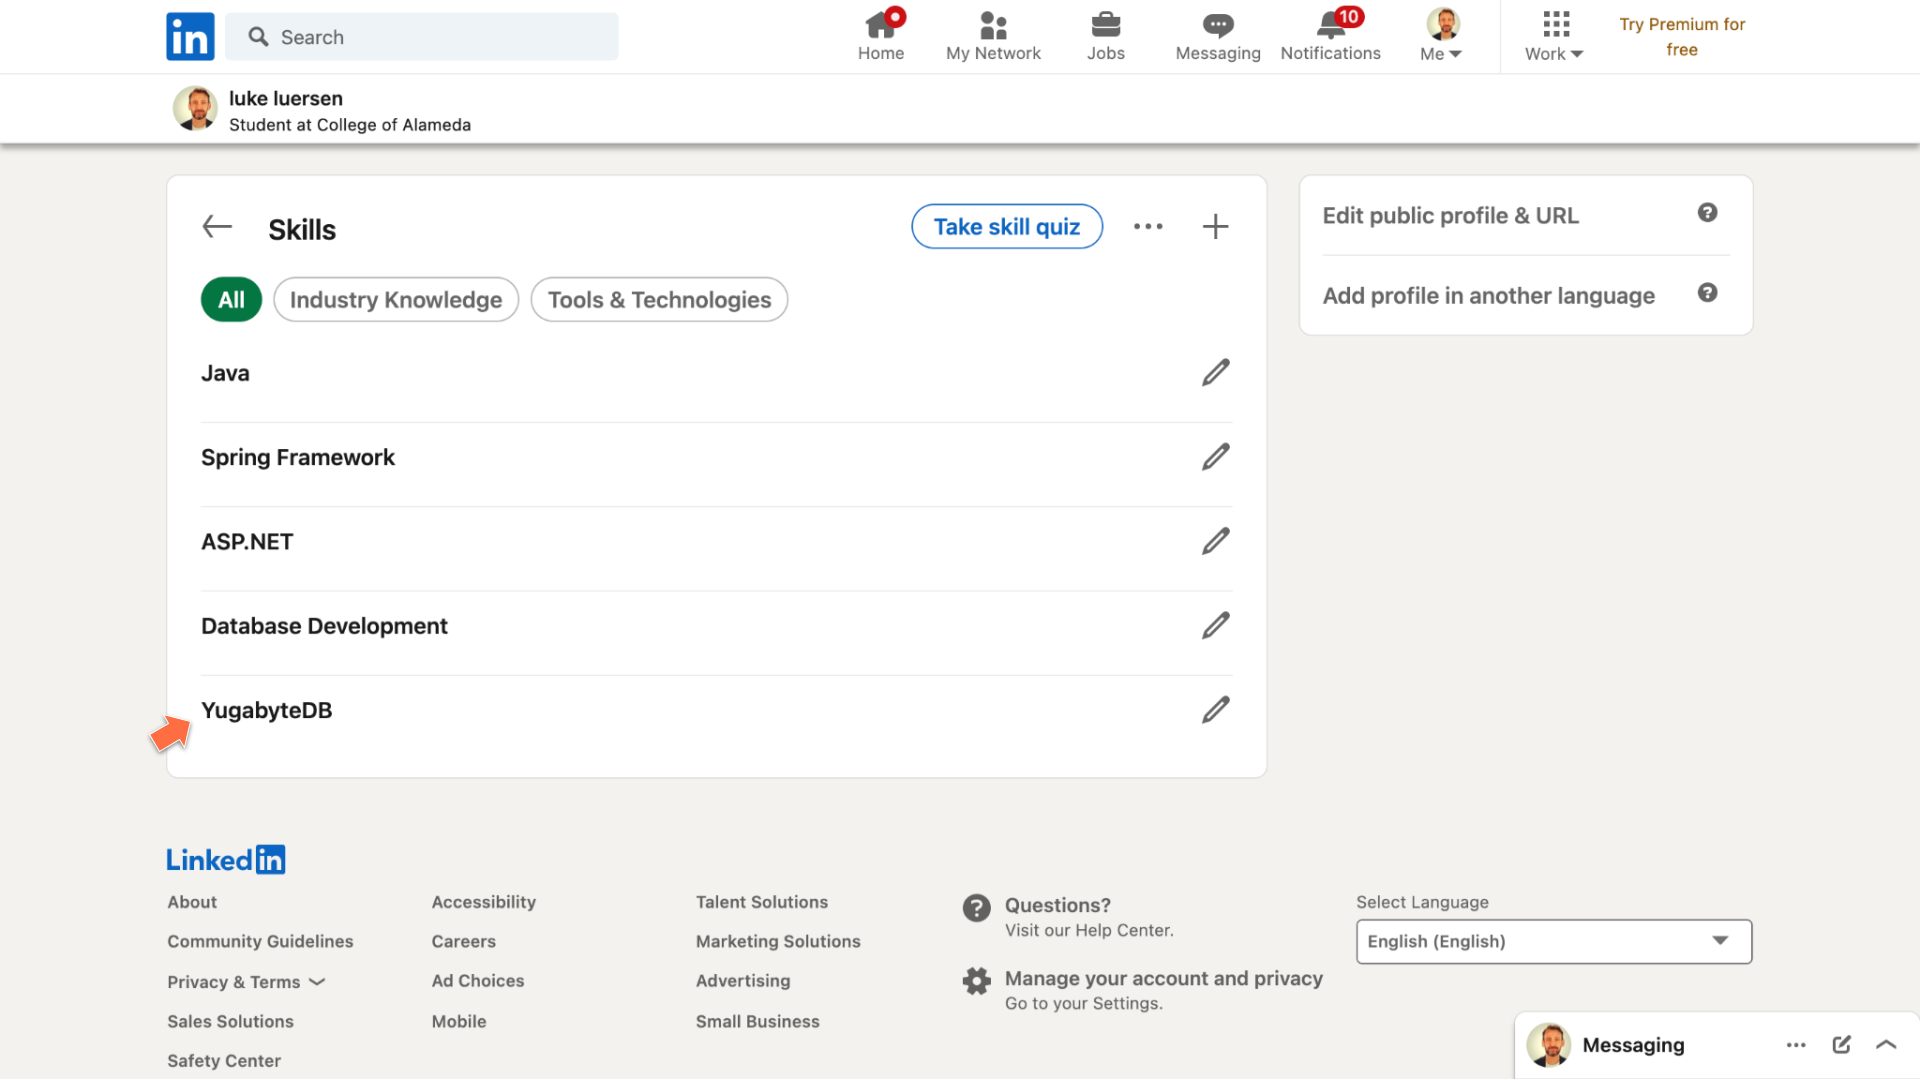 in
Search
Home
My Network
Jobs
Messaging
10
Notifications
Me
Work
Try Premium for
free
luke luersen
Student at College of Alameda
Skills
Take skill quiz
All
Industry Knowledge
Tools & Technologies
Java
Spring Framework
ASP.NET
Database Development
YugabyteDB
Edit public profile & URL
?
Add profile in another language
?
Linked in
About
Accessibility
Talent Solutions
Community Guidelines
Careers
Marketing Solutions
Privacy & Terms
Ad Choices
Advertising
Sales Solutions
Mobile
Small Business
Safety Center
?
Questions?
Visit our Help Center.
Manage your account and privacy
Go to your Settings.
Select Language
English (English)
Messaging